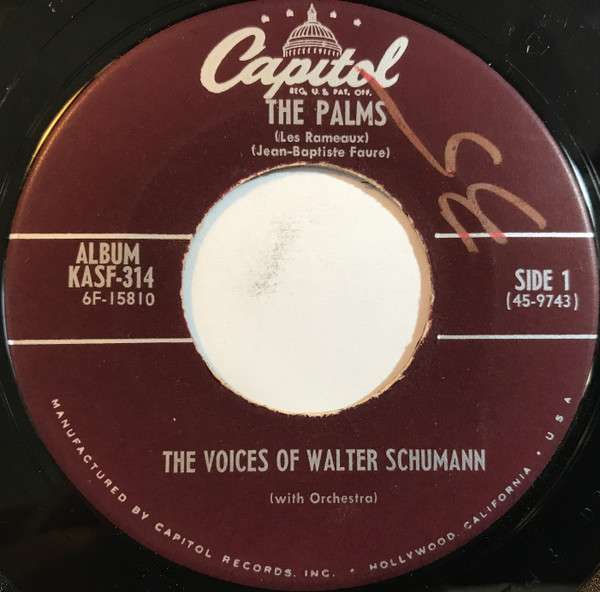 Capitol
REG. U.S. PAT. OFF.
THE PALMS
(Les Rameaux)
(Jean-Baptiste Faure)
ALBUM
KASF-314
6F-15810
SIDE 1
(45-9743)
THE VOICES OF WALTER SCHUMANN
(with Orchestra)
MANUFACTURED BY CAPITOL RECORDS, INC. • HOLLYWOOD, CALIFORNIA • USA